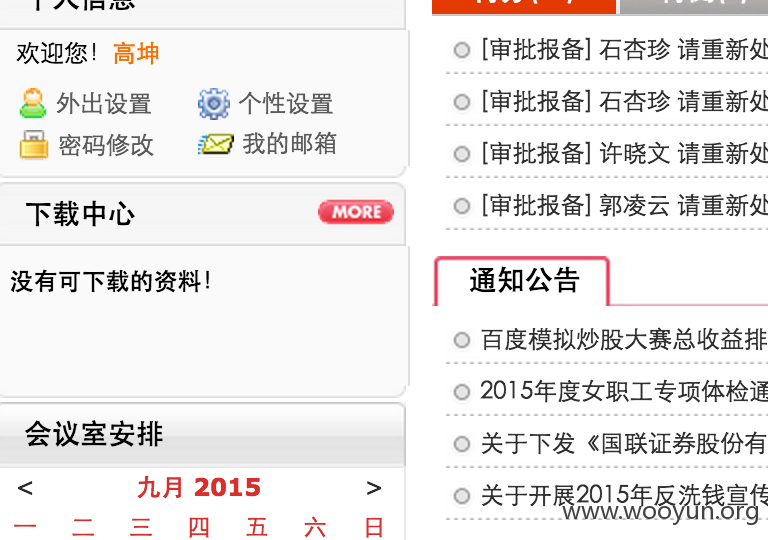 个人信息
欢迎您！高坤
外出设置 个性设置
密码修改 我的邮箱
下载中心 MORE
没有可下载的资料！
会议室安排
< 九月 2015 >
一 二 三 四 五 六 日
[审批报备] 石杏珍 请重新处
[审批报备] 石杏珍 请重新处
[审批报备] 许晓文 请重新处
[审批报备] 郭凌云 请重新处
通知公告
百度模拟炒股大赛总收益排
2015年度女职工专项体检通
关于下发《国联证券股份有
关于开展2015年反洗钱宣传
www.wooyun.org